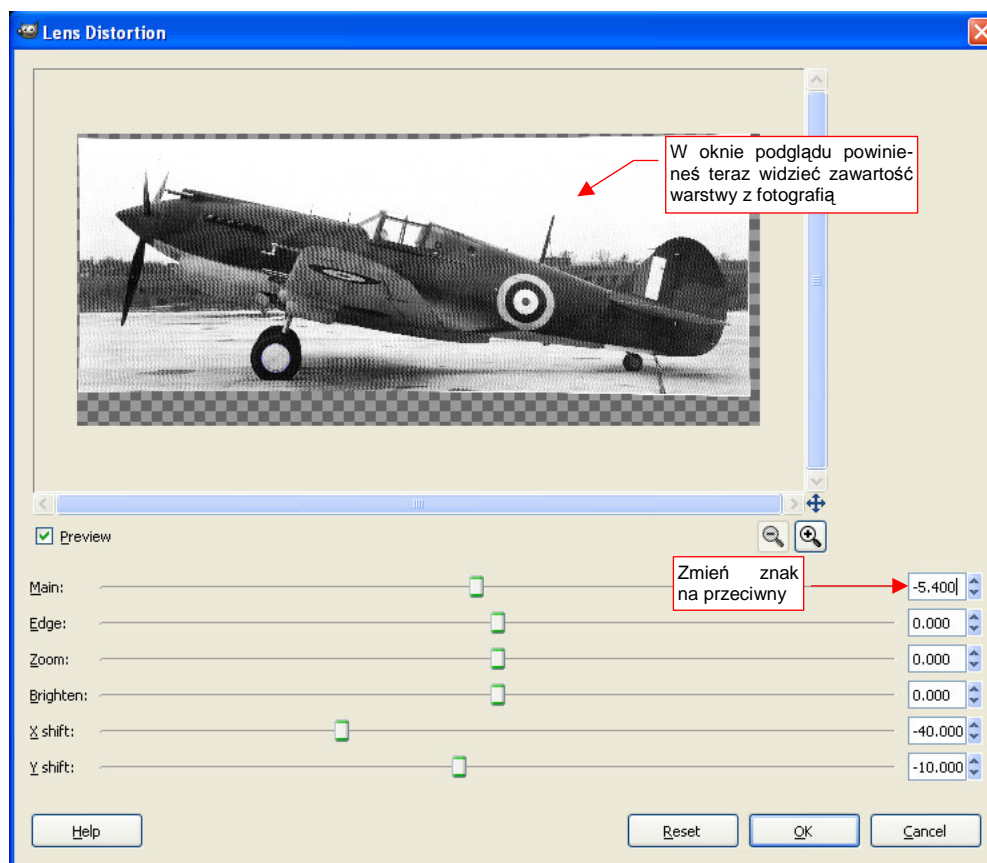 Lens Distortion
W oknie podglądu powinie-
neś teraz widzieć zawartość
warstwy z fotografią
Preview
Zmień znak
na przeciwny
Main: -5.400
Edge: 0.000
Zoom: 0.000
Brighten: 0.000
X shift: -40.000
Y shift: -10.000
Help Reset OK Cancel